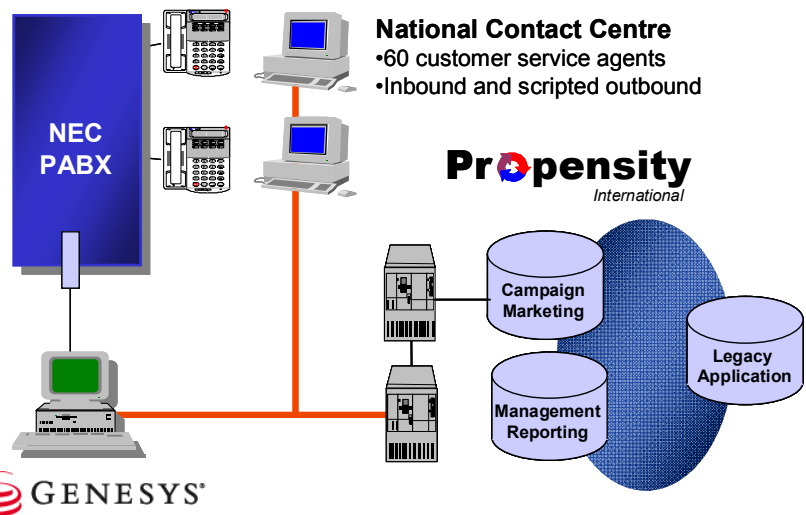 National Contact Centre
•60 customer service agents
•Inbound and scripted outbound
NEC
PABX
Propensity
International
Campaign
Marketing
Legacy
Application
Management
Reporting
GENESYS